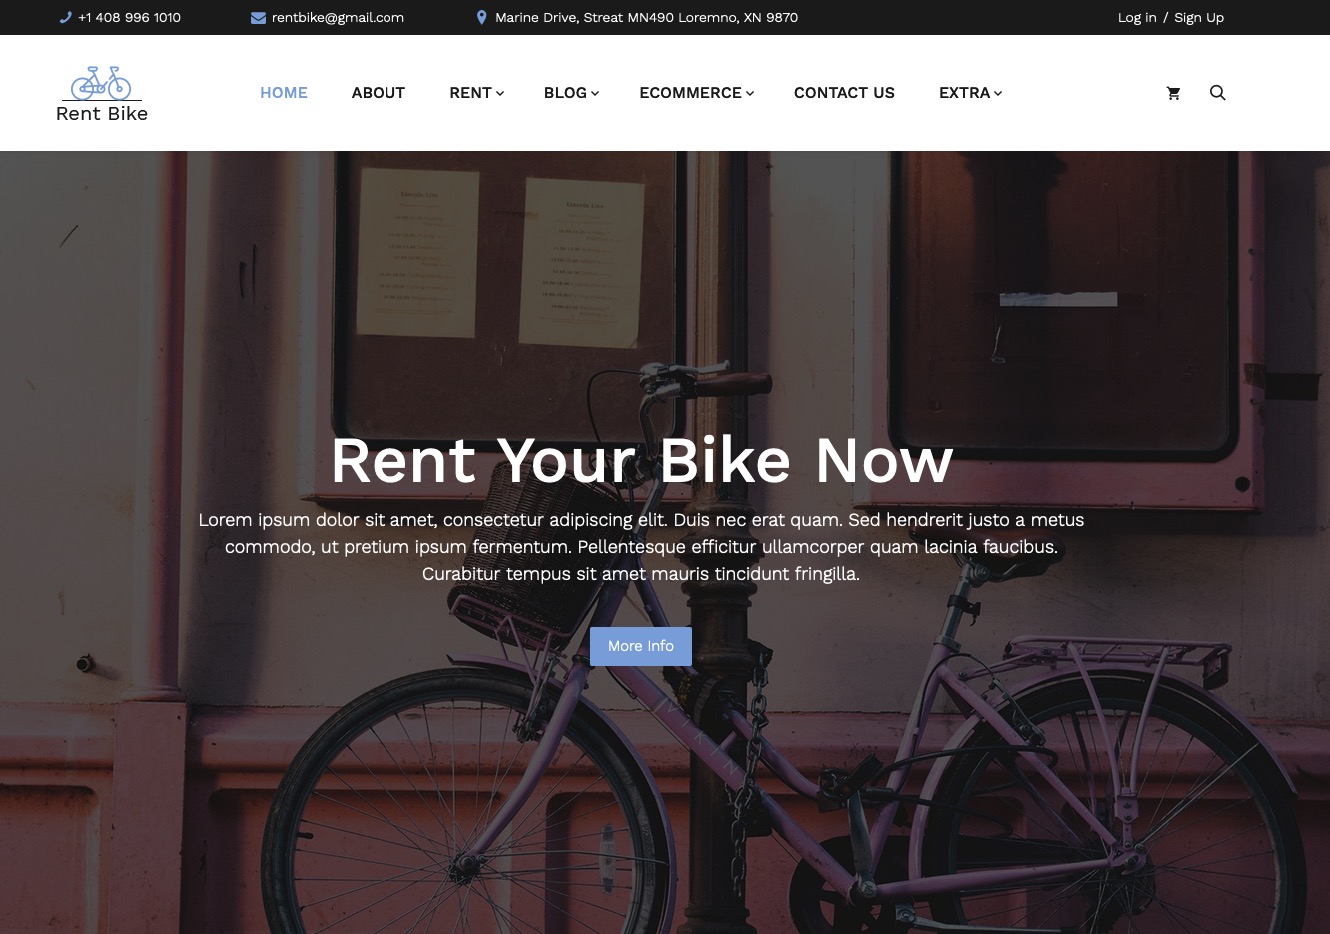 +1 408 996 1010
rentbike@gmail.com
Marine Drive, Streat MN490 Loremno, XN 9870
Log in / Sign Up
Rent Bike
HOME
ABOUT
RENT
BLOG
ECOMMERCE
CONTACT US
EXTRA
Rent Your Bike Now
Lorem ipsum dolor sit amet, consectetur adipiscing elit. Duis nec erat quam. Sed hendrerit justo a metus
commodo, ut pretium ipsum fermentum. Pellentesque efficitur ullamcorper quam lacinia faucibus.
Curabitur tempus sit amet mauris tincidunt fringilla.
More Info